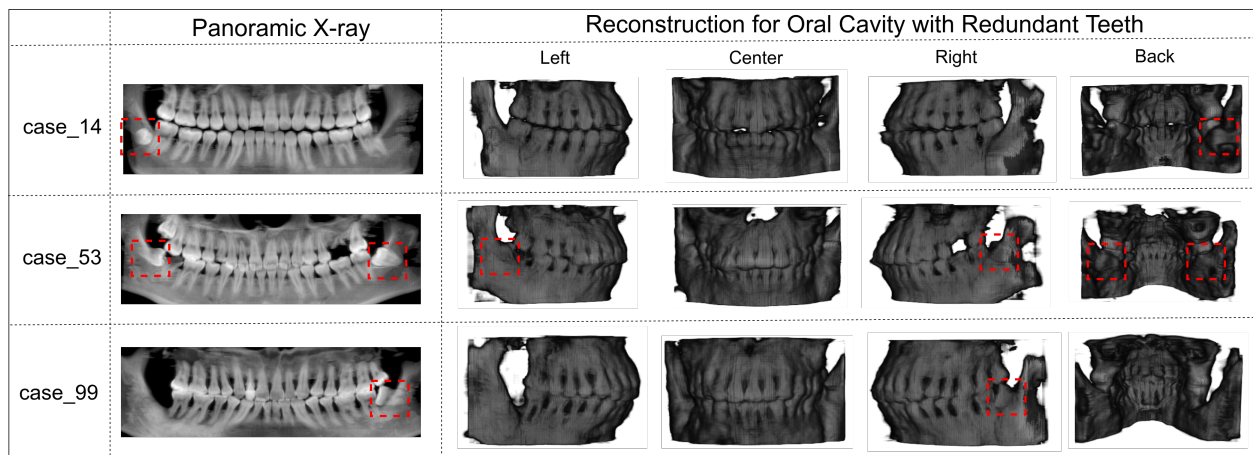 Panoramic X-ray
Reconstruction for Oral Cavity with Redundant Teeth
Left
Center
Right
Back
case_14
case_53
case_99